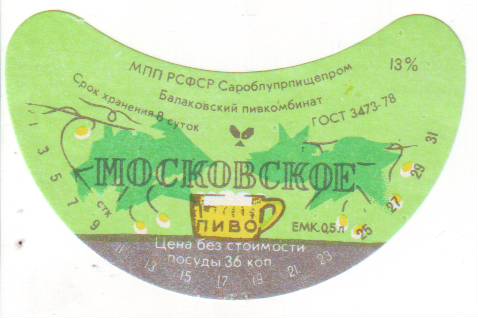 МПП РСФСР Сароблупрпищепром
13%
Балаковский пивкомбинат
Срок хранения 8 суток
ГОСТ 3473-78
МОСКОВСКОЕ
ПИВО
ЕМК. 0,5 л
Цена без стоимости
посуды 36 коп
1 3 5 7 9 11 13 15 17 19 21 23 25 27 29 31
стк